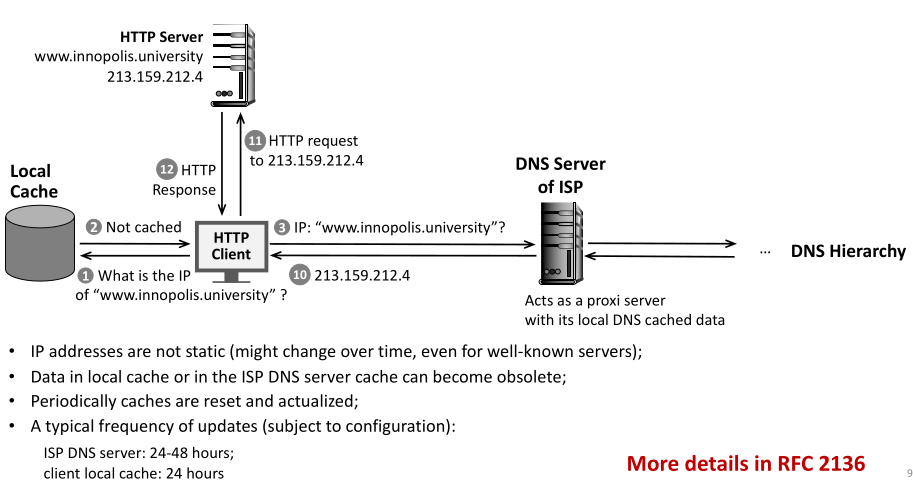 HTTP Server
www.innopolis.university
213.159.212.4
11 HTTP request
to 213.159.212.4
12 HTTP
Response
Local
Cache
DNS Server
of ISP
2 Not cached
HTTP
Client
3 IP: “www.innopolis.university”?
1 What is the IP
of “www.innopolis.university” ?
10 213.159.212.4
... DNS Hierarchy
Acts as a proxi server
with its local DNS cached data
• IP addresses are not static (might change over time, even for well-known servers);
• Data in local cache or in the ISP DNS server cache can become obsolete;
• Periodically caches are reset and actualized;
• A typical frequency of updates (subject to configuration):
ISP DNS server: 24-48 hours;
client local cache: 24 hours
More details in RFC 2136
9